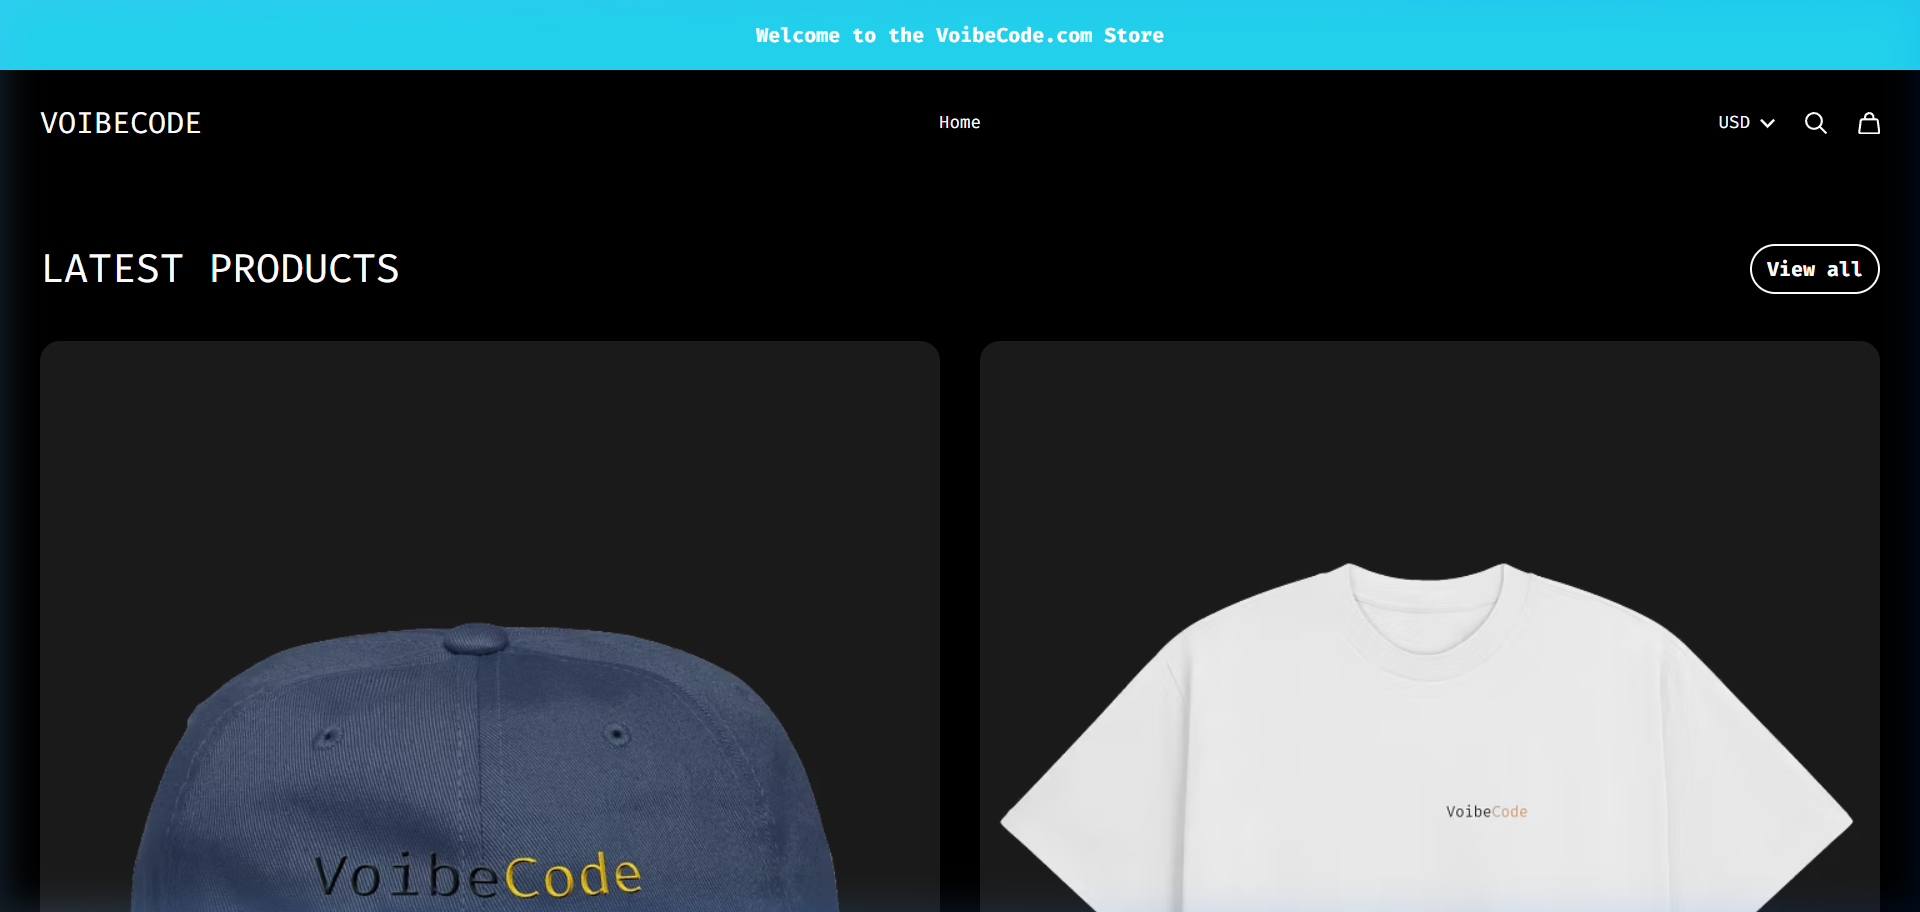 Welcome to the VoibeCode.com Store
VOIBECODE
Home
USD
LATEST PRODUCTS
View all
VoibeCode
VoibeCode